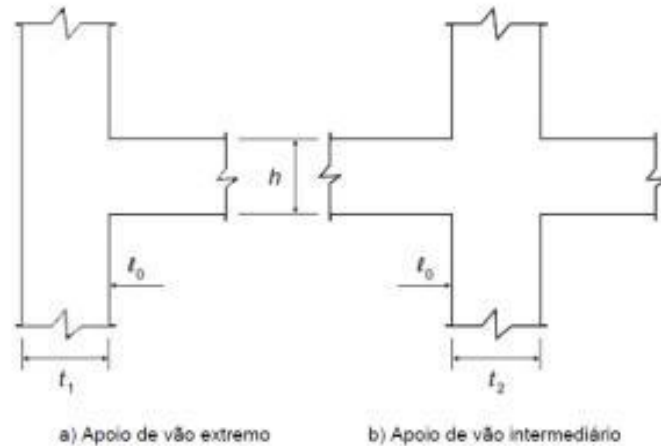 h
ℓ₀
ℓ₀
t₁
t₂
a) Apoio de vão extremo
b) Apoio de vão intermediário